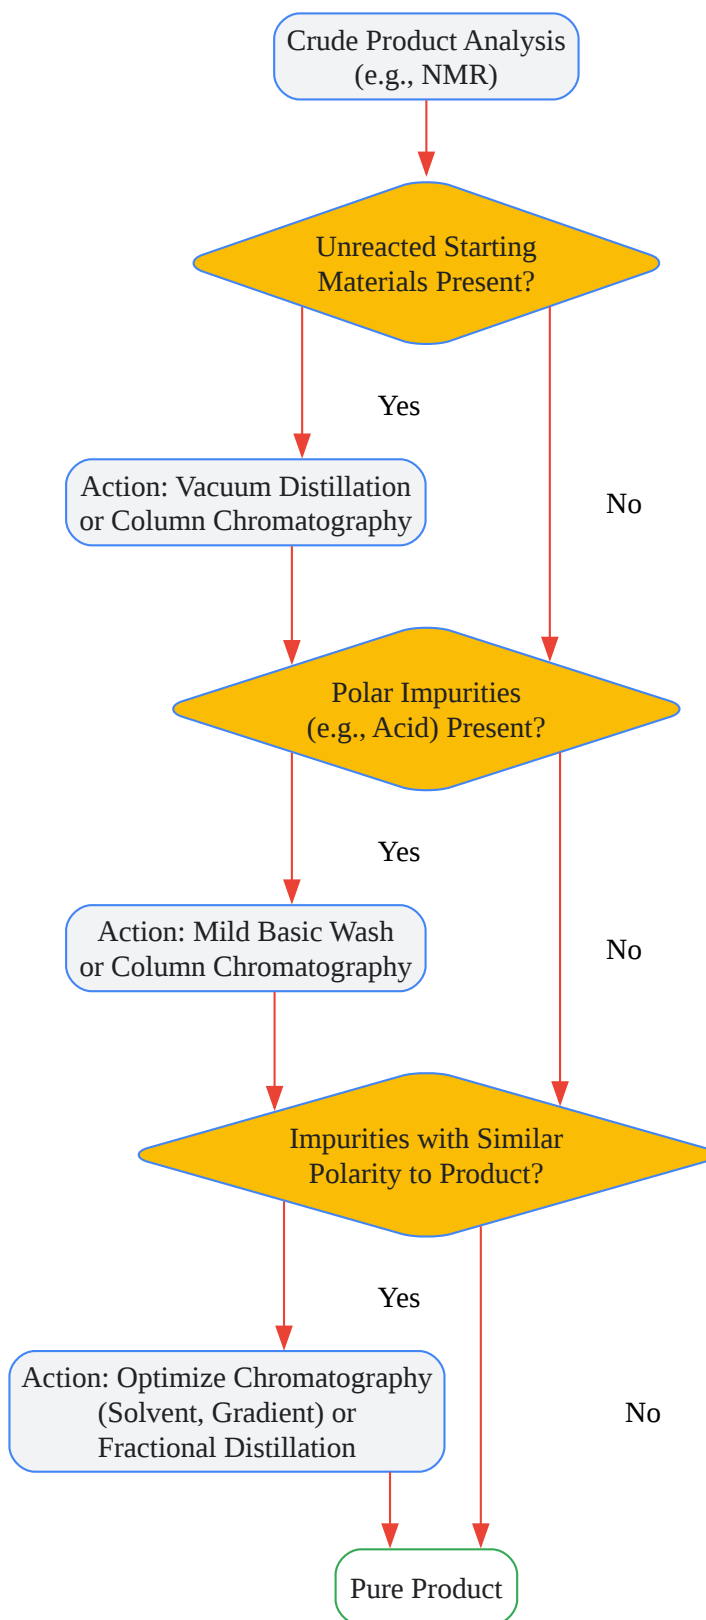 Crude Product Analysis
(e.g., NMR)
Unreacted Starting
Materials Present?
Yes
Action: Vacuum Distillation
or Column Chromatography
No
Polar Impurities
(e.g., Acid) Present?
Yes
Action: Mild Basic Wash
or Column Chromatography
No
Impurities with Similar
Polarity to Product?
Yes
Action: Optimize Chromatography
(Solvent, Gradient) or
Fractional Distillation
No
Pure Product